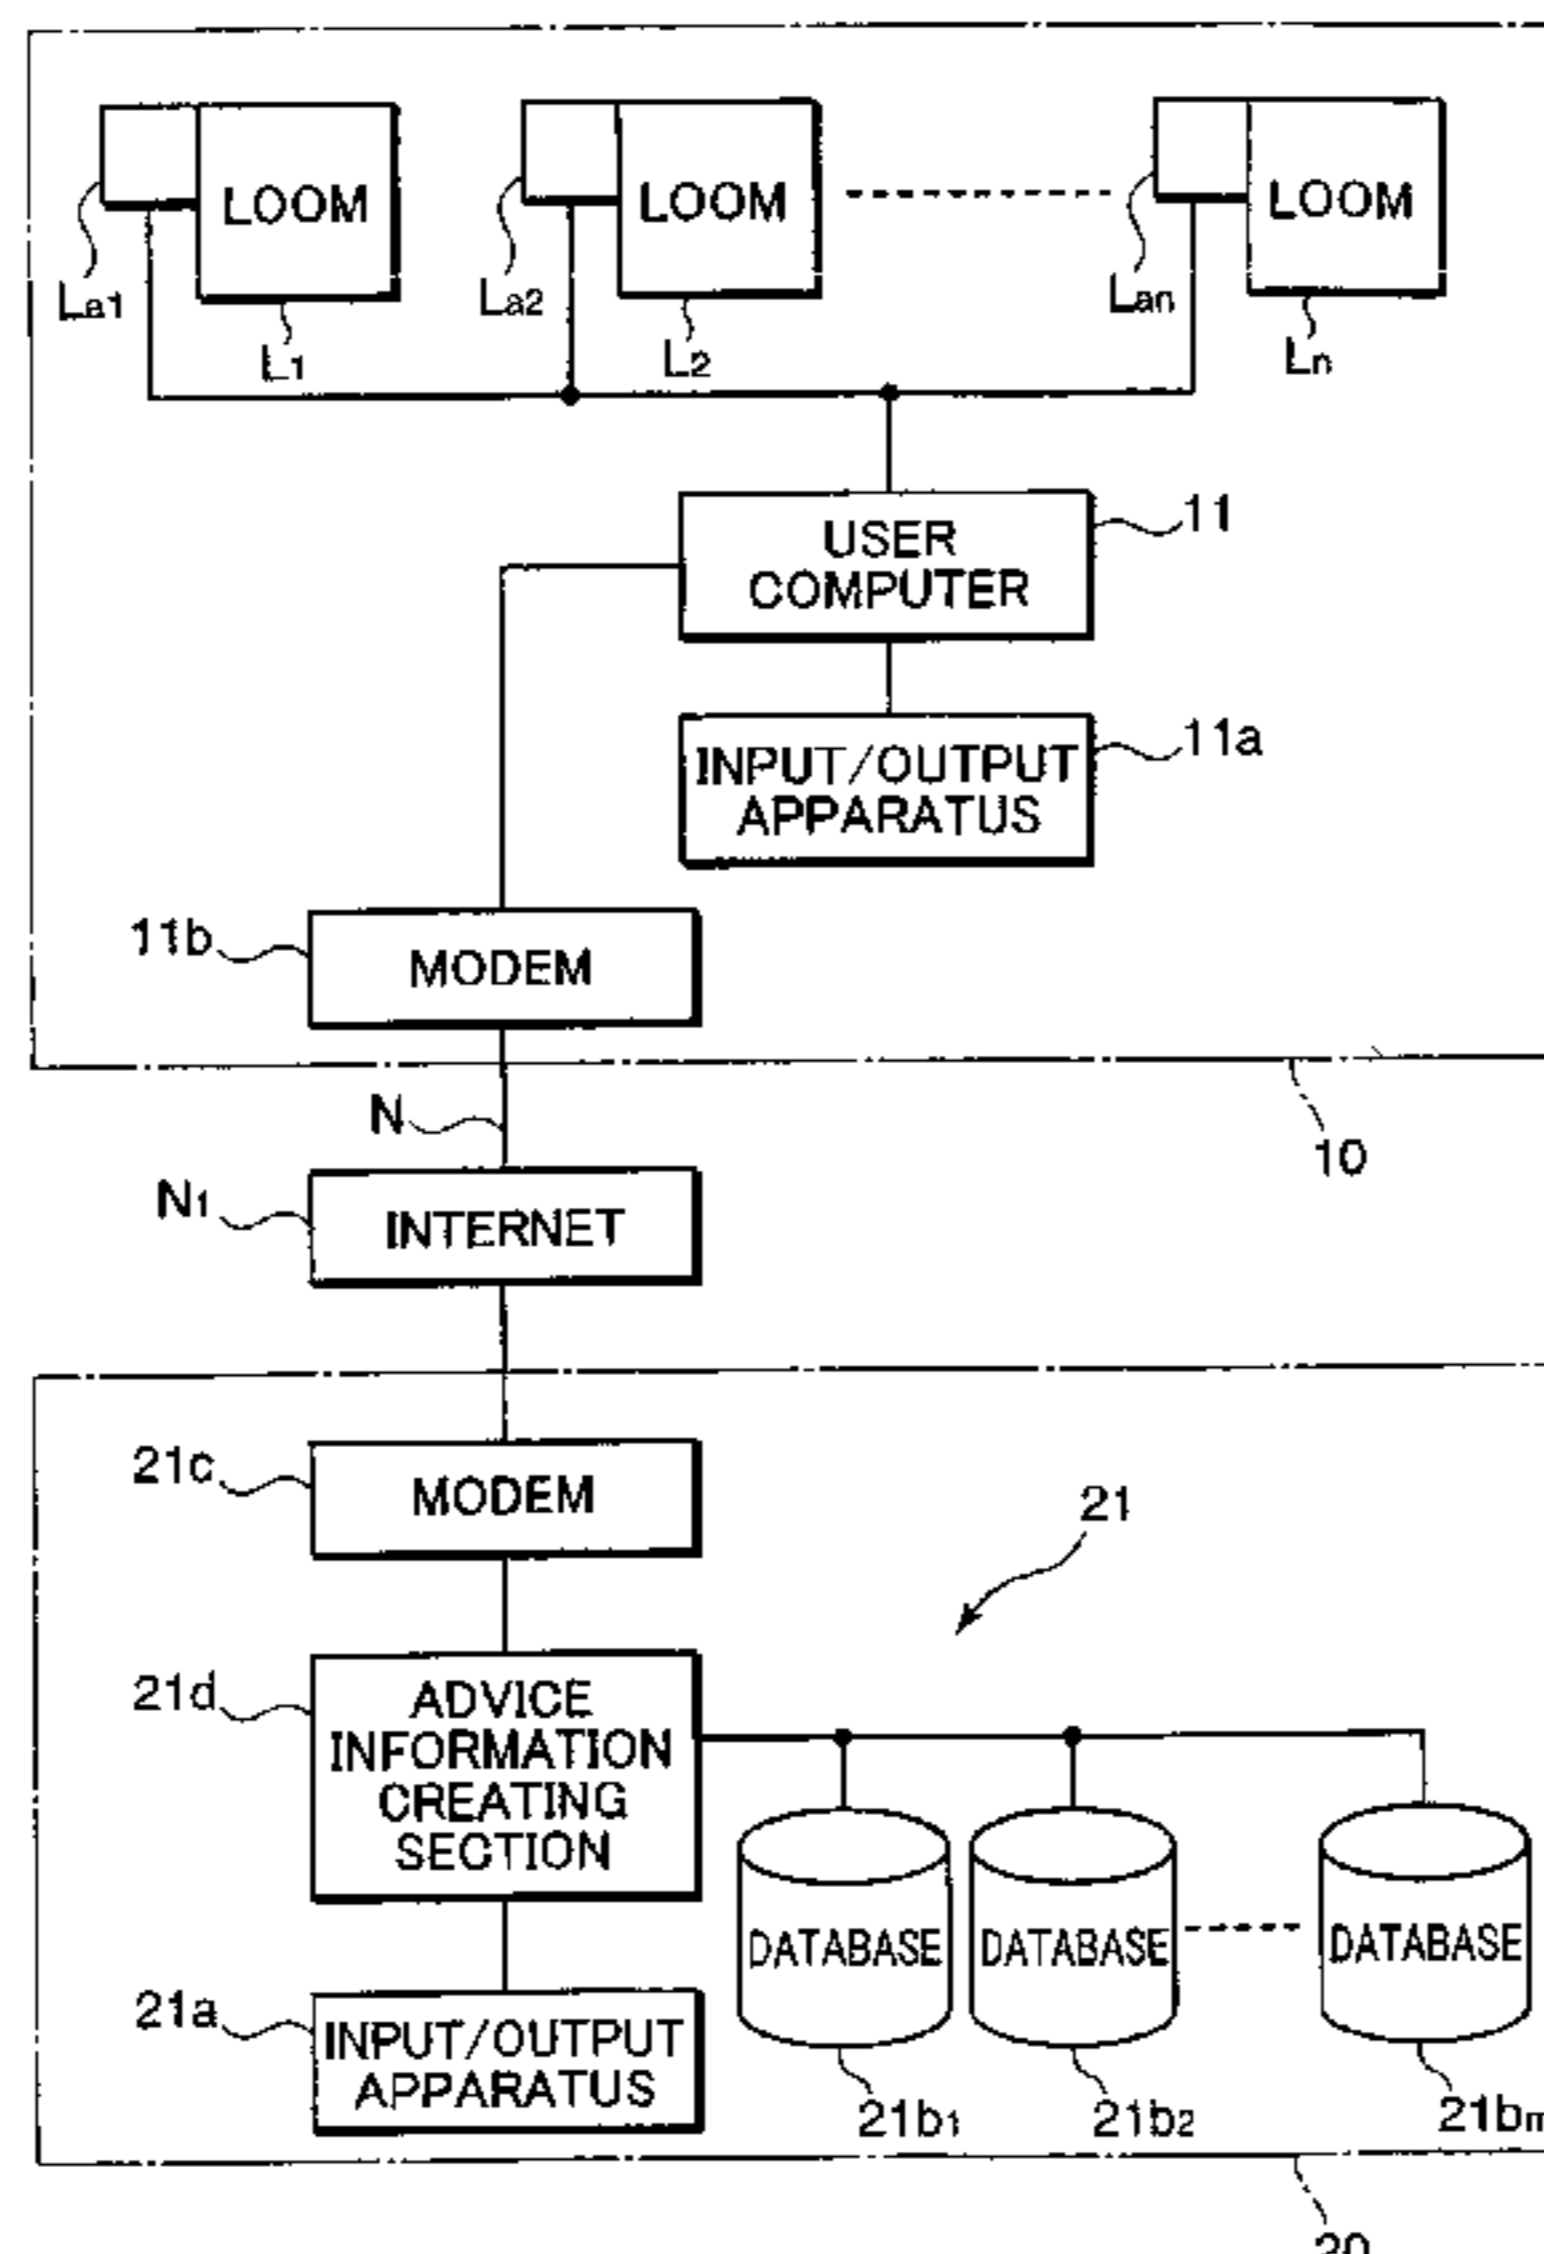 LOOM LOOM LOOM
La1 L1 La2 L2 Lan Ln
USER
COMPUTER
11
INPUT/OUTPUT
APPARATUS
11a
11b
MODEM
N
10
N1
INTERNET
21c
MODEM
21
21d
ADVICE
INFORMATION
CREATING
SECTION
DATABASE DATABASE DATABASE
21a
INPUT/OUTPUT
APPARATUS
21b1 21b2 21bm
20